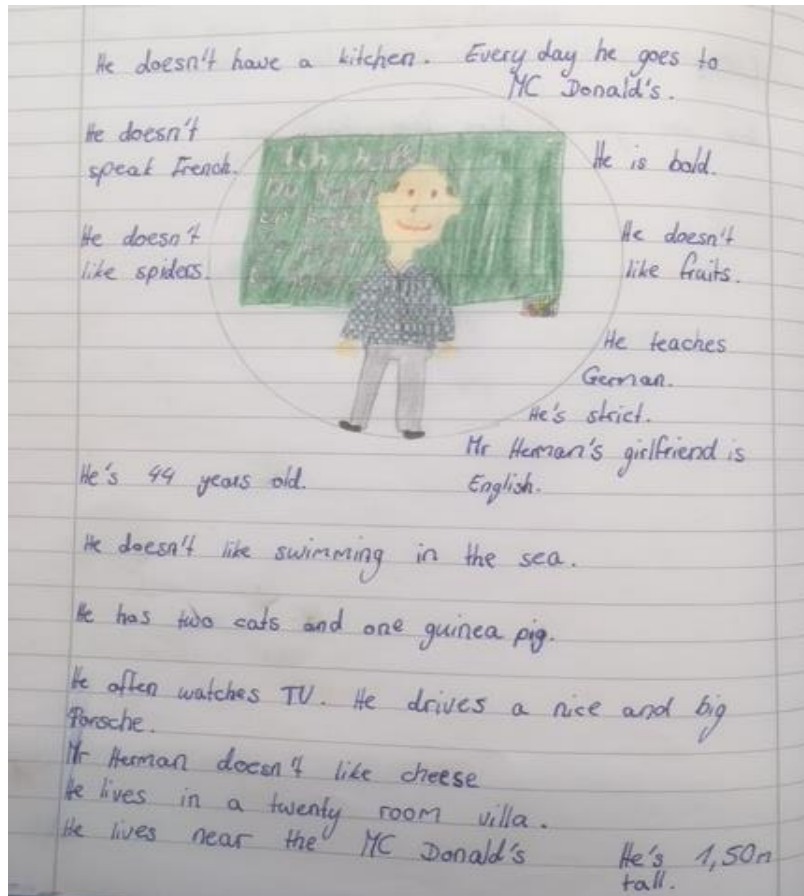 He doesn't have a kitchen. Every day he goes to
MC Donald's.
He doesn't
speak French.
He is bald.
He doesn't
like spiders.
He doesn't
like fruits.
Ich
He teaches
German.
He's strict.
Mr Herman's girlfriend is
English.
He's 44 years old.
He doesn't like swimming in the sea.
He has two cats and one guinea pig.
He often watches TV. He drives a nice and big
Porsche.
Mr Herman doesn't like cheese
He lives in a twenty room villa.
He lives near the MC Donald's
He's 1,50m
tall.